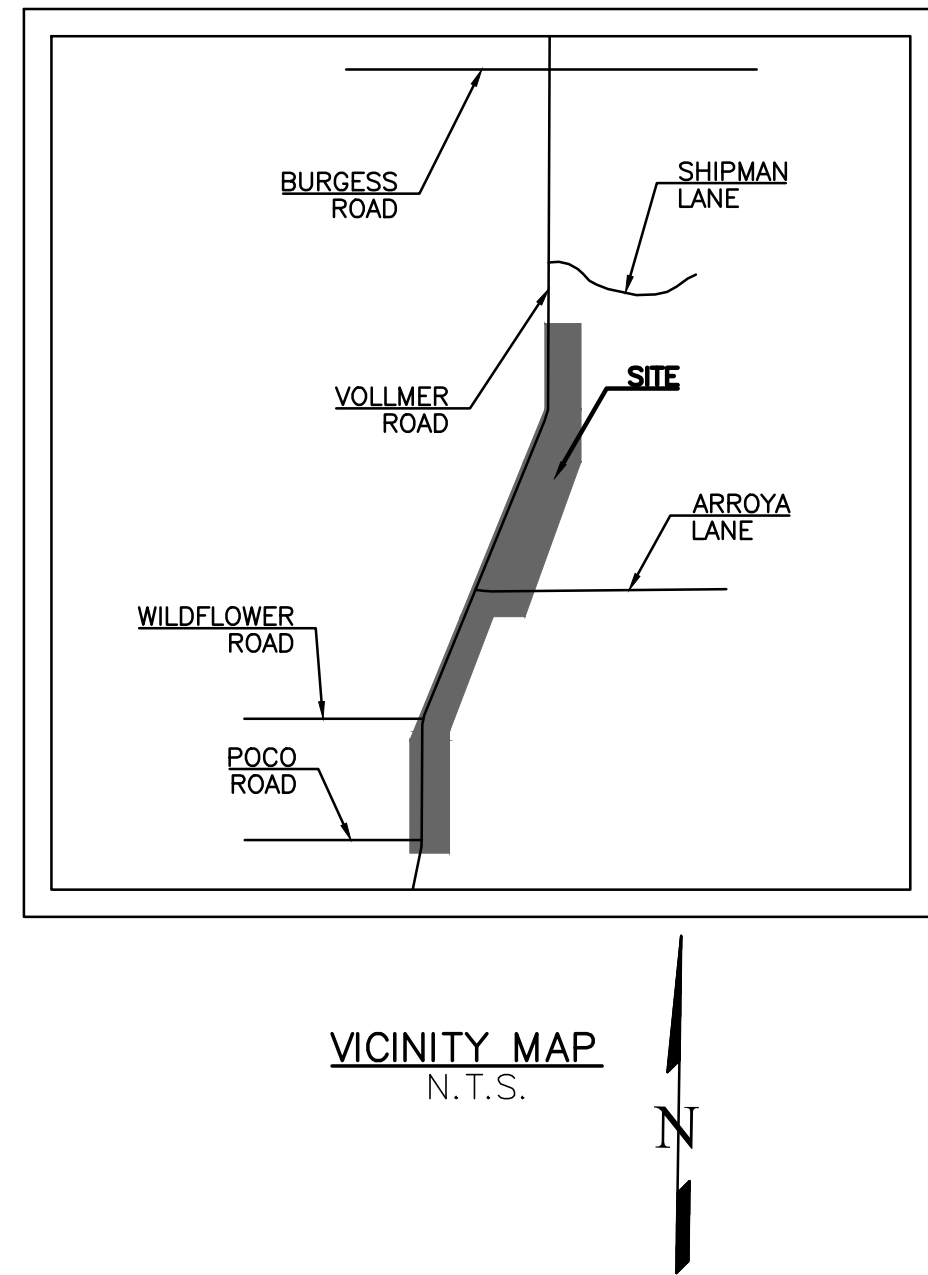 BURGESS
ROAD
SHIPMAN
LANE
VOLLMER
ROAD
SITE
ARROYA
LANE
WILDFLOWER
ROAD
POCO
ROAD
VICINITY MAP
N.T.S.
N